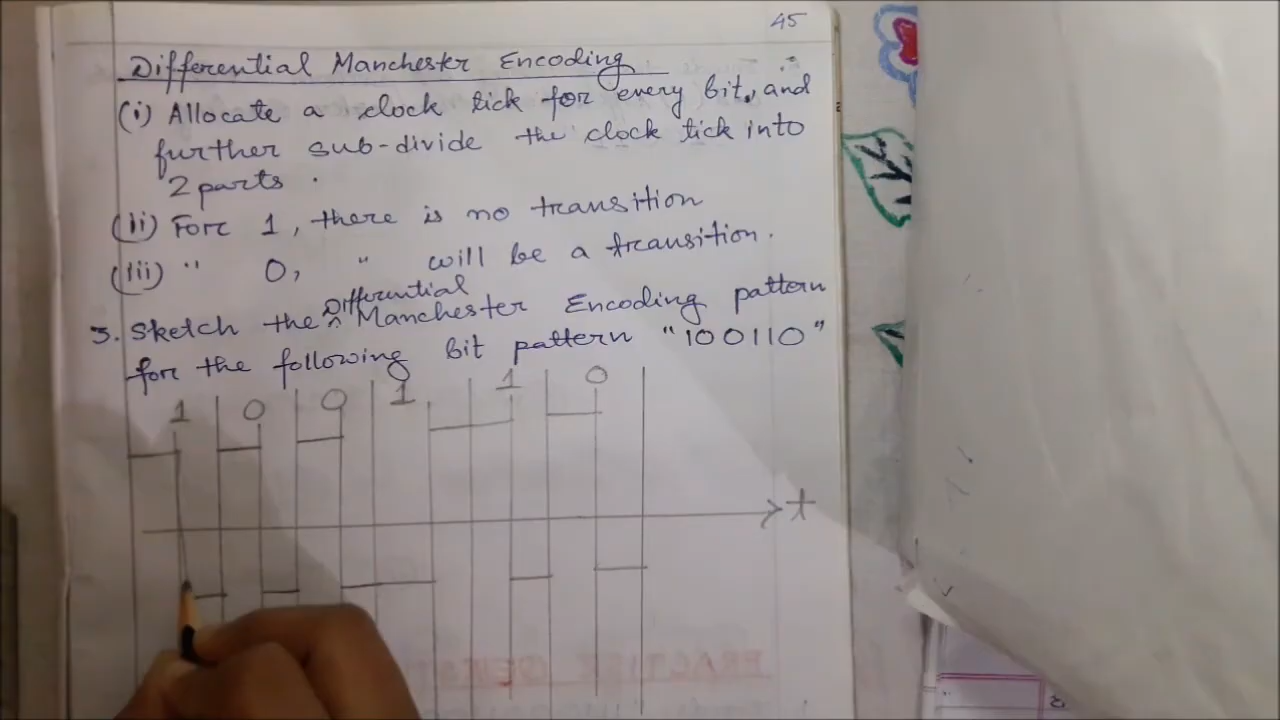 45
Differential Manchester Encoding
(i) Allocate a clock tick for every bit, and
further sub-divide the clock tick into
2 parts.
(ii) For 1, there is no transition
(iii) " 0, " will be a transition.
Differential
3. Sketch the ^ Manchester Encoding pattern
for the following bit pattern "100110"
1 0 0 1 1 0
t